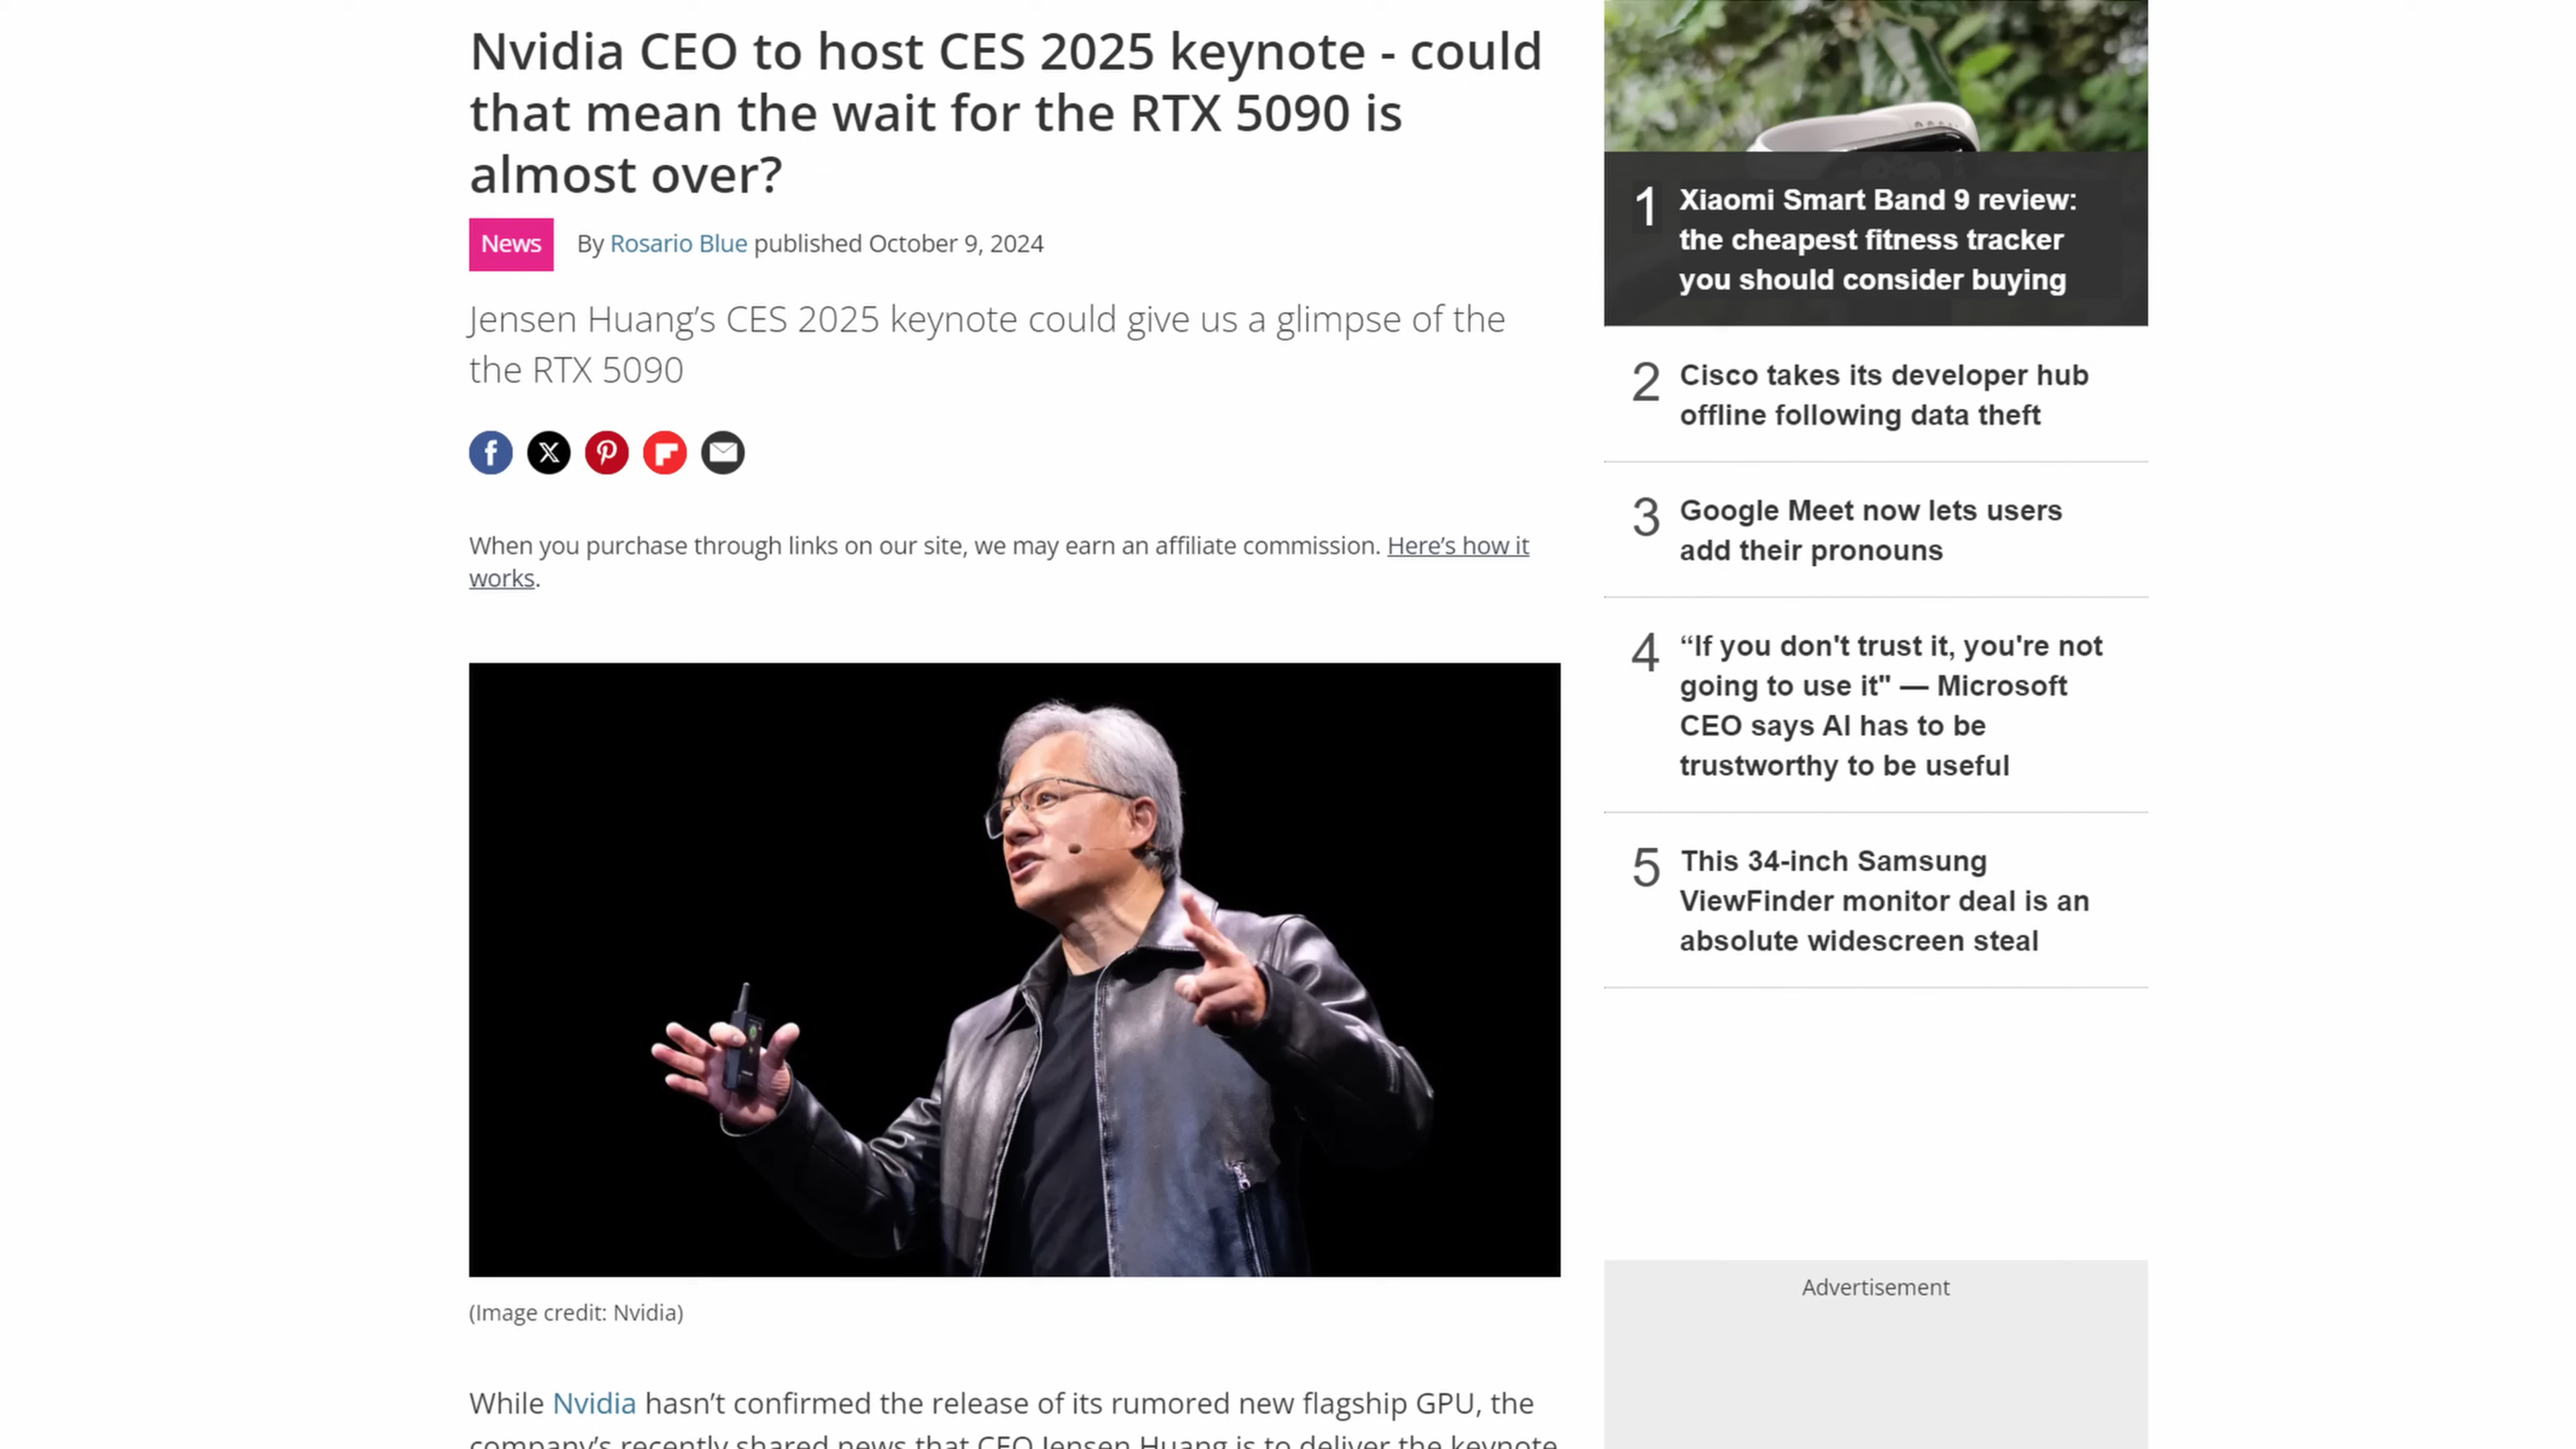 Nvidia CEO to host CES 2025 keynote - could
that mean the wait for the RTX 5090 is
almost over?
News
By Rosario Blue published October 9, 2024
Jensen Huang’s CES 2025 keynote could give us a glimpse of the
the RTX 5090
When you purchase through links on our site, we may earn an affiliate commission. Here’s how it
works.
(Image credit: Nvidia)
While Nvidia hasn’t confirmed the release of its rumored new flagship GPU, the
company’s recently shared news that CEO Jensen Huang is to deliver the keynote
1
Xiaomi Smart Band 9 review:
the cheapest fitness tracker
you should consider buying
2
Cisco takes its developer hub
offline following data theft
3
Google Meet now lets users
add their pronouns
4
“If you don't trust it, you're not
going to use it" — Microsoft
CEO says AI has to be
trustworthy to be useful
5
This 34-inch Samsung
ViewFinder monitor deal is an
absolute widescreen steal
Advertisement